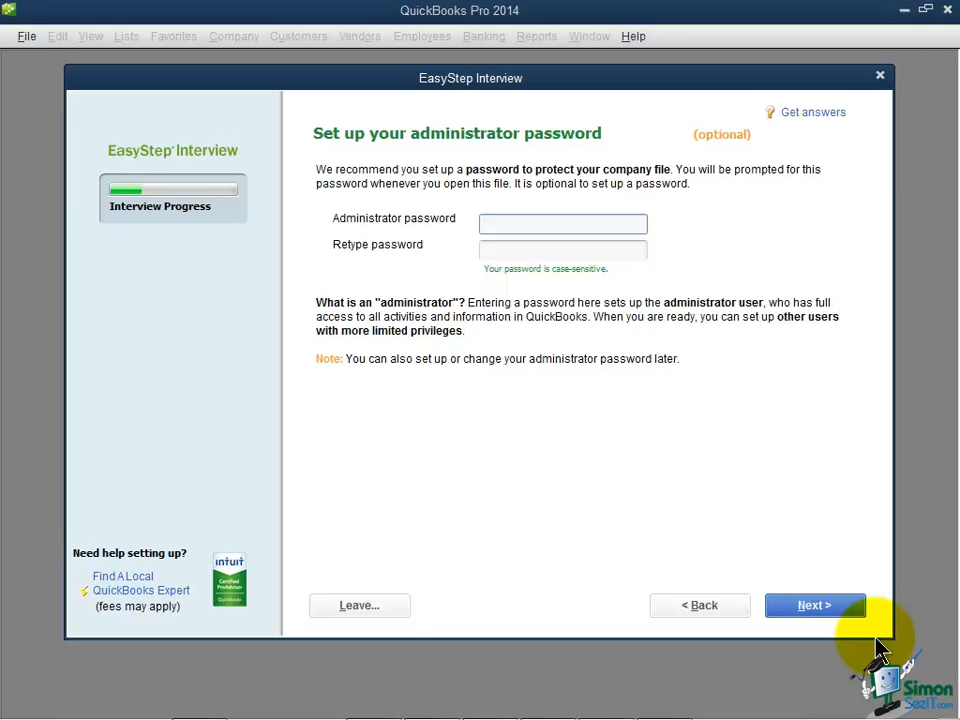 QuickBooks Pro 2014
File Edit View Lists Favorites Company Customers Vendors Employees Banking Reports Window Help
EasyStep Interview
Get answers
EasyStep Interview
Interview Progress
Set up your administrator password (optional)
We recommend you set up a password to protect your company file. You will be prompted for this
password whenever you open this file. It is optional to set up a password.
Administrator password
Retype password
Your password is case-sensitive.
What is an "administrator"? Entering a password here sets up the administrator user, who has full
access to all activities and information in QuickBooks. When you are ready, you can set up other users
with more limited privileges.
Note: You can also set up or change your administrator password later.
Need help setting up?
Find A Local
QuickBooks Expert
(fees may apply)
intuit
Certified
ProAdvisor
QuickBooks
Leave...
< Back
Next >
Simon
SezIT.com